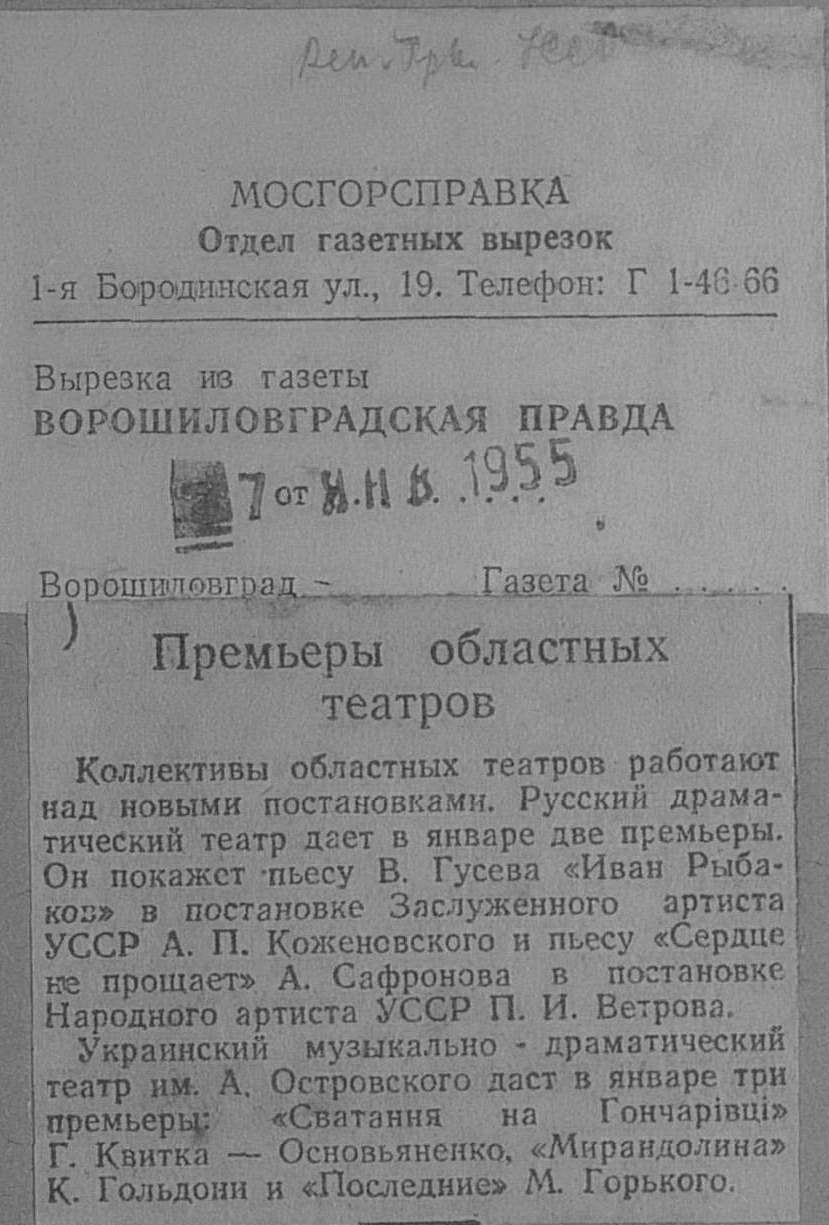 МОСГОРСПРАВКА
Отдел газетных вырезок
1-я Бородинская ул., 19. Телефон: Г 1-46-66
Вырезка из газеты
ВОРОШИЛОВГРАДСКАЯ ПРАВДА
7 от ЯНВ. 1955
Ворошиловград - Газета № . . . . .
Премьеры областных
театров
Коллективы областных театров работают
над новыми постановками. Русский драма-
тический театр дает в январе две премьеры.
Он покажет пьесу В. Гусева «Иван Рыба-
ков» в постановке Заслуженного артиста
УССР А. П. Коженовского и пьесу «Сердце
не прощает» А. Сафронова в постановке
Народного артиста УССР П. И. Ветрова.
Украинский музыкально - драматический
театр им. А. Островского даст в январе три
премьеры: «Сватання на Гончарівці»
Г. Квитка — Основьяненко, «Мирандолина»
К. Гольдони и «Последние» М. Горького.